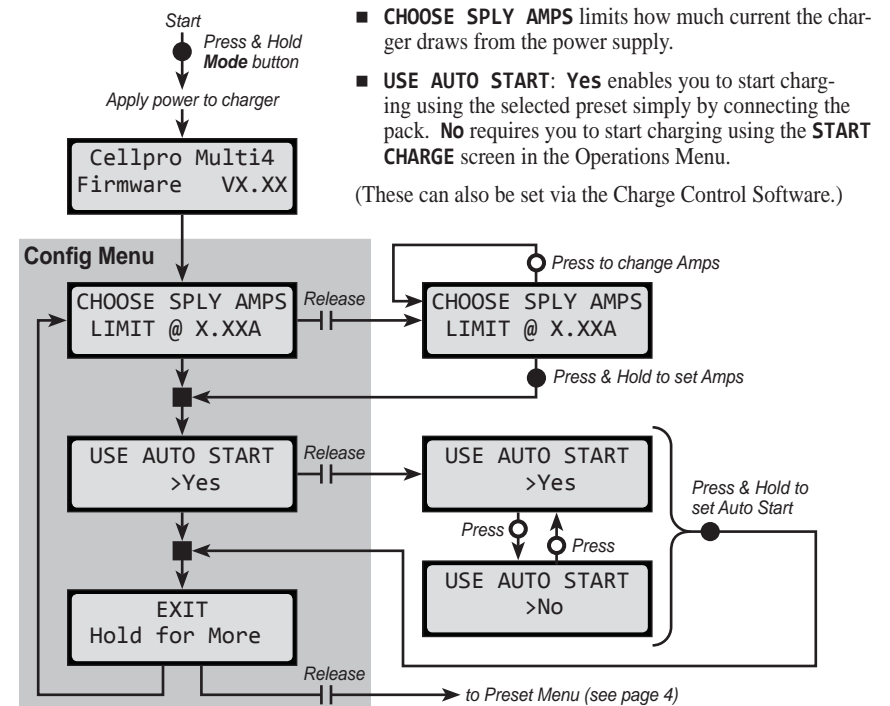 Start
Press & Hold
Mode button
Apply power to charger
Cellpro Multi4
Firmware VX.XX
■ CHOOSE SPLY AMPS limits how much current the char-
ger draws from the power supply.
■ USE AUTO START: Yes enables you to start charg-
ing using the selected preset simply by connecting the
pack. No requires you to start charging using the START
CHARGE screen in the Operations Menu.
(These can also be set via the Charge Control Software.)
Config Menu
CHOOSE SPLY AMPS
LIMIT @ X.XXA
Release
Press to change Amps
CHOOSE SPLY AMPS
LIMIT @ X.XXA
Press & Hold to set Amps
USE AUTO START
>Yes
Release
USE AUTO START
>Yes
Press
Press
USE AUTO START
>No
Press & Hold to
set Auto Start
EXIT
Hold for More
Release
to Preset Menu (see page 4)